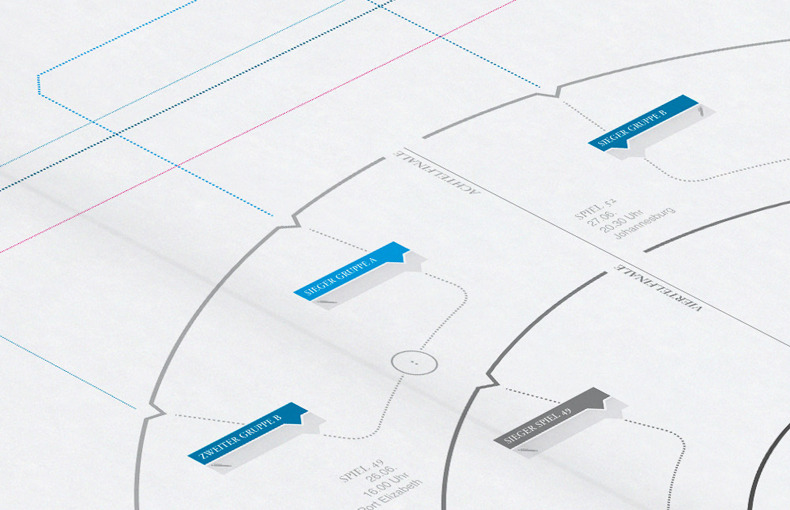 SIEGER GRUPPE B
ACHTELFINALE
SPIEL 54
27.06.
20.30 Uhr
Johannesburg
SIEGER GRUPPE A
VIERTELFINALE
ZWEITER GRUPPE B
SIEGER SPIEL 49
SPIEL 49
26.06.
16.00 Uhr
Port Elizabeth